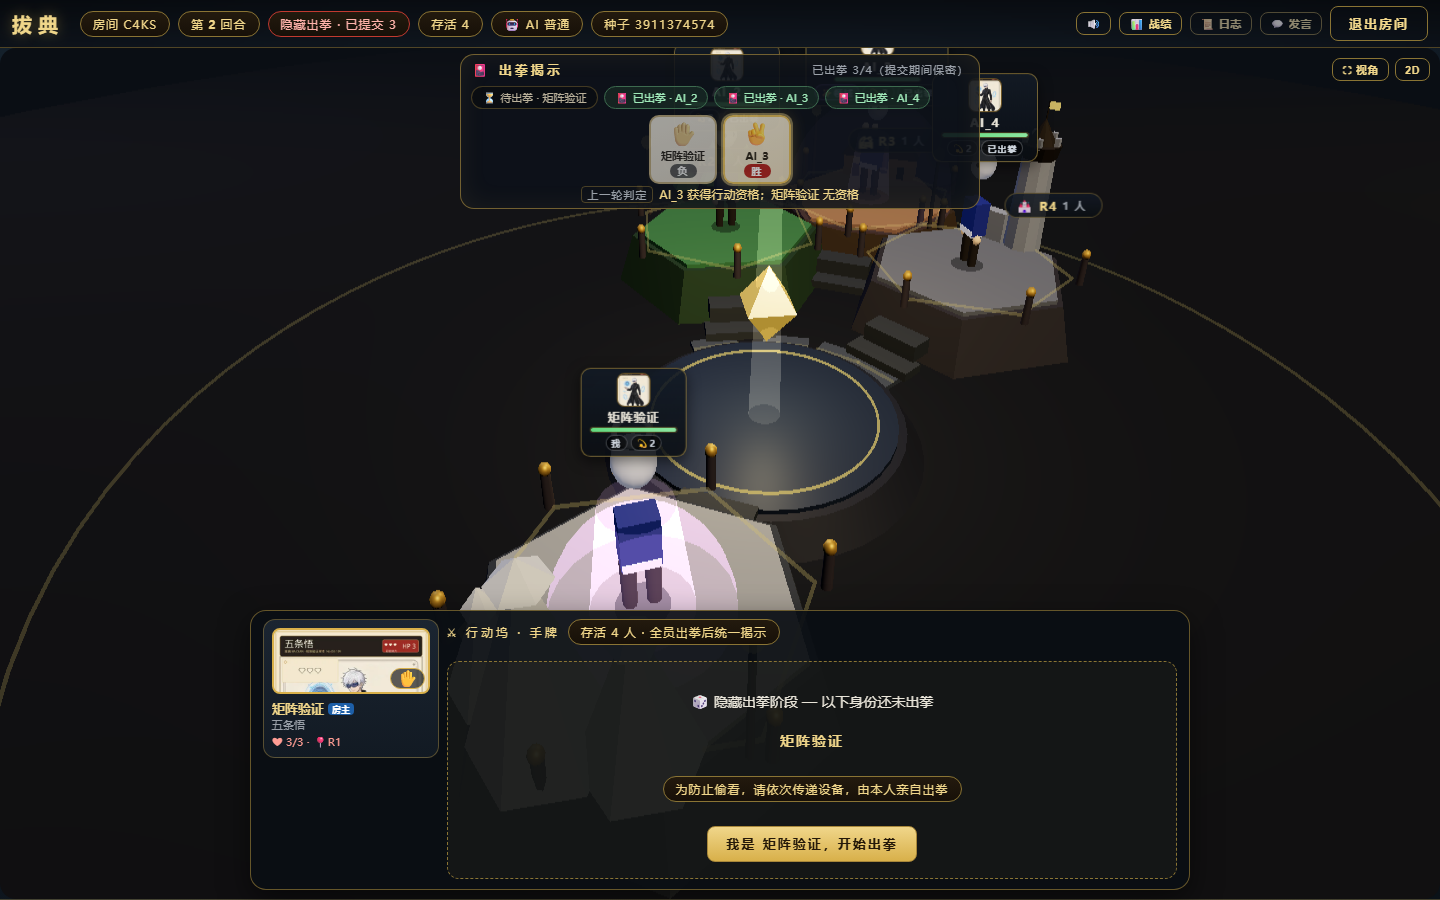 拔典
房间 C4KS
第 2 回合
隐藏出拳 · 已提交 3
存活 4
AI 普通
种子 3911374574
战绩
日志
发言
退出房间
视角
2D
出拳揭示
已出拳 3/4（提交期间保密）
待出拳 · 矩阵验证
已出拳 · AI_2
已出拳 · AI_3
已出拳 · AI_4
矩阵验证
负
AI_3
胜
上一轮判定
AI_3 获得行动资格；矩阵验证 无资格
AI_4
2
已出拳
R3 1 人
R4 1 人
矩阵验证
我
2
行动坞 · 手牌
存活 4 人 · 全员出拳后统一揭示
五条悟
HP 3
矩阵验证
房主
五条悟
3/3 ·
R1
隐藏出拳阶段 — 以下身份还未出拳
矩阵验证
为防止偷看，请依次传递设备，由本人亲自出拳
我是 矩阵验证，开始出拳